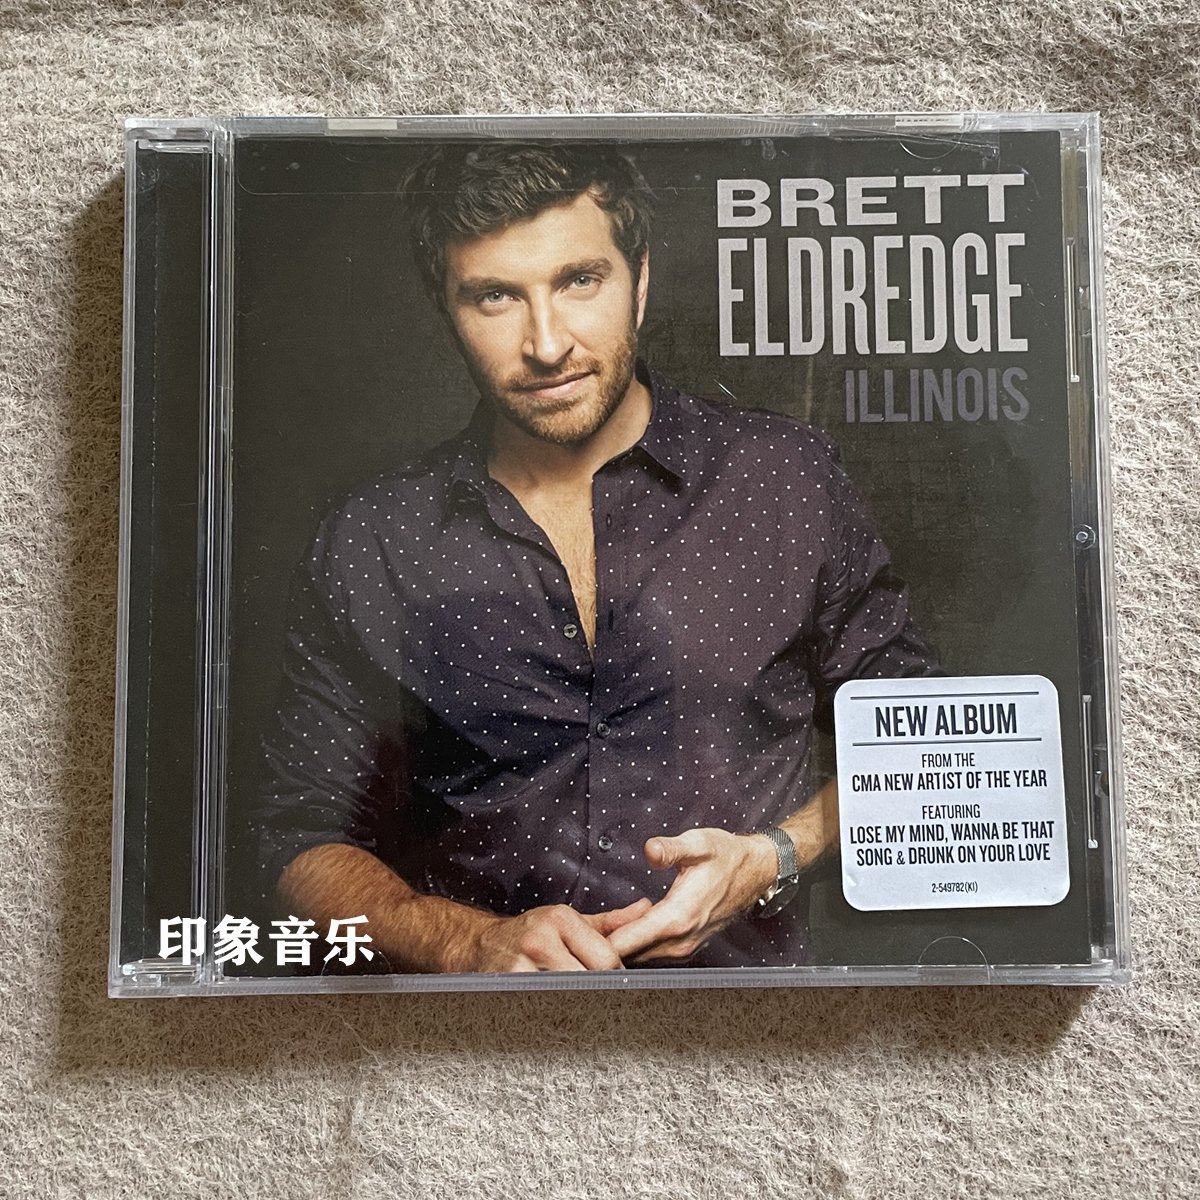 BRETT
ELDREDGE
ILLINOIS
NEW ALBUM
FROM THE
CMA NEW ARTIST OF THE YEAR
FEATURING
LOSE MY MIND, WANNA BE THAT
SONG & DRUNK ON YOUR LOVE
2-549782(KI)
印象音乐